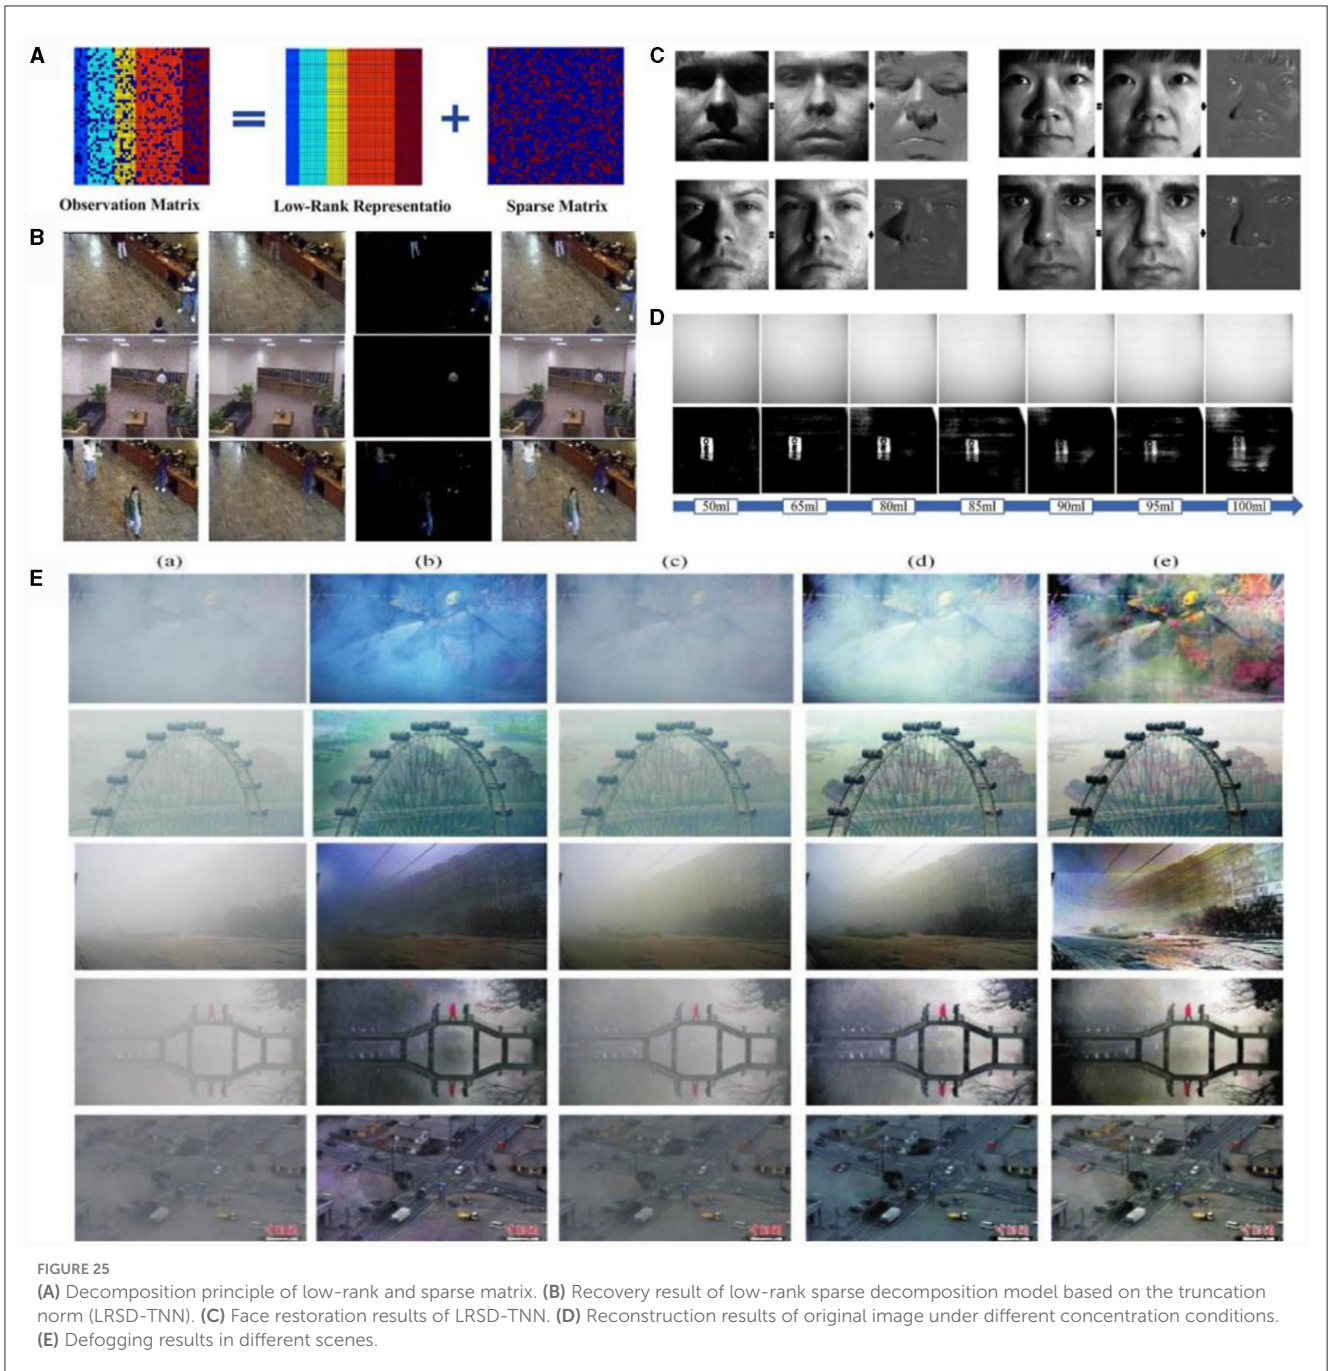 A
Observation Matrix
=
Low-Rank Representatio
+
Sparse Matrix
B
C
D
50ml
65ml
80ml
85ml
90ml
95ml
100ml
E
(a)
(b)
(c)
(d)
(e)
FIGURE 25
(A) Decomposition principle of low-rank and sparse matrix. (B) Recovery result of low-rank sparse decomposition model based on the truncation
norm (LRSD-TNN). (C) Face restoration results of LRSD-TNN. (D) Reconstruction results of original image under different concentration conditions.
(E) Defogging results in different scenes.